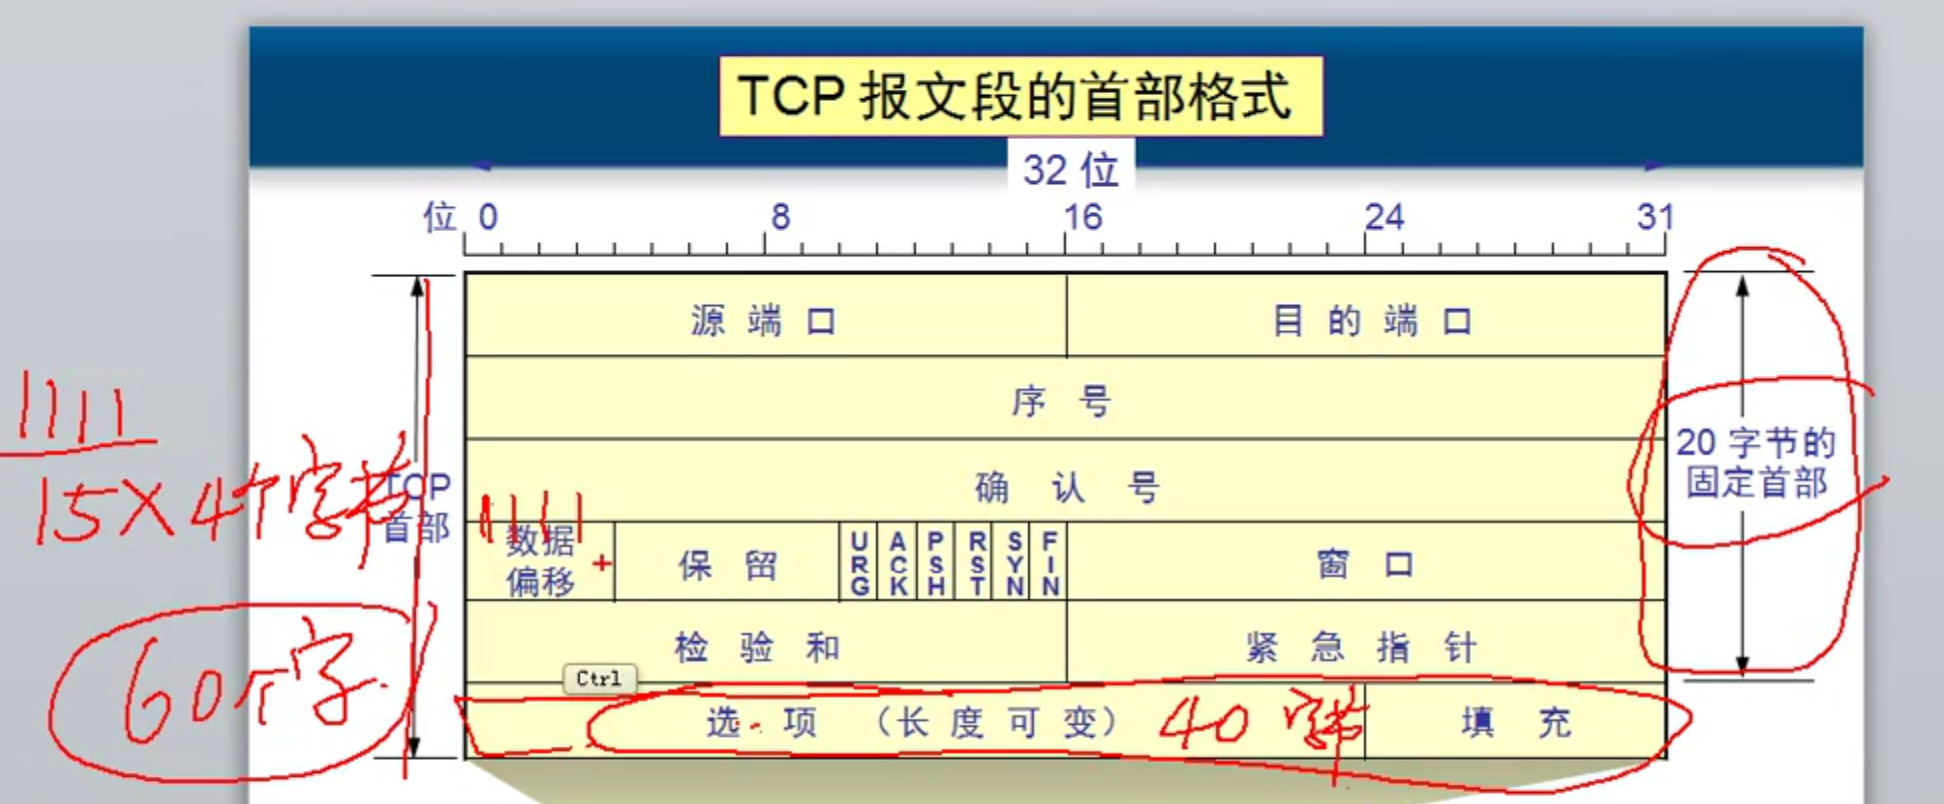 TCP 报文段的首部格式
32 位
位 0 8 16 24 31
源 端 口 目 的 端 口
序 号
1111
20 字节的
固定首部
确 认 号
15X4个字节
TCP
首部
1111
数据
偏移
保 留
URG ACK PSH RST SYN FIN
窗 口
检 验 和 紧 急 指 针
Ctrl
60个字
选 项 （长 度 可 变） 40 字节 填 充